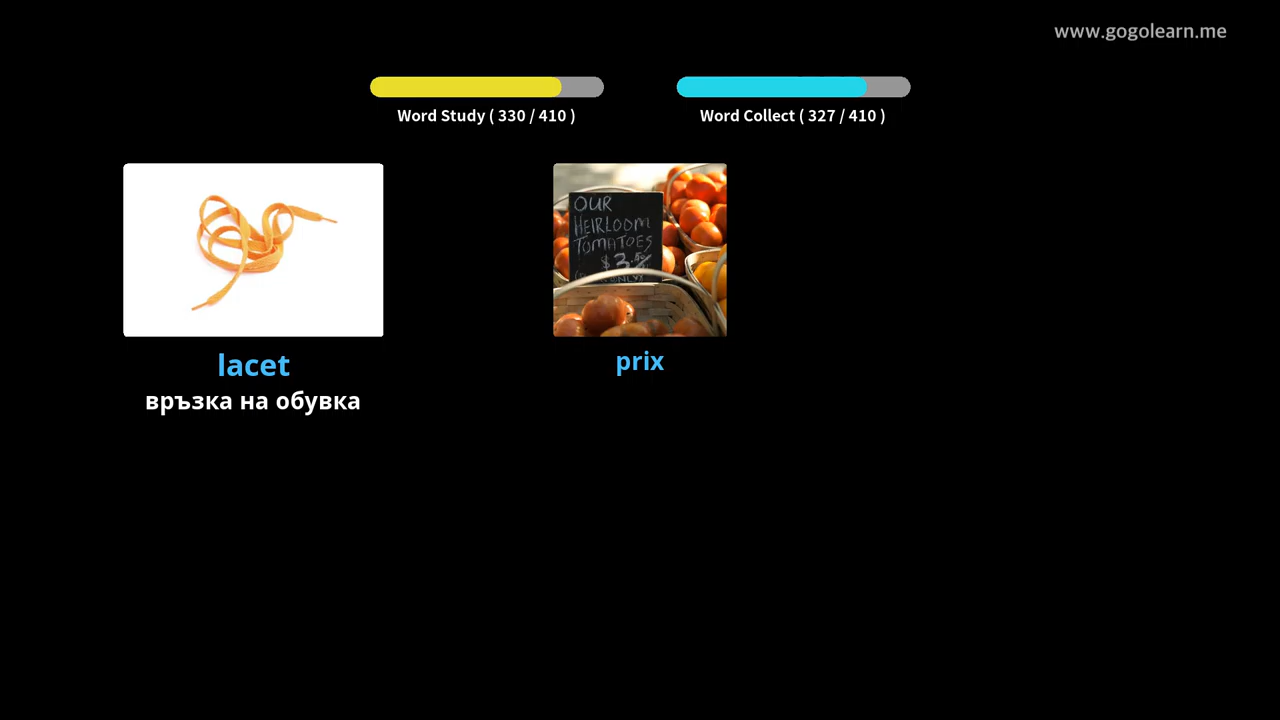 www.gogolearn.me
Word Study ( 330 / 410 )
Word Collect ( 327 / 410 )
OUR
HEIRLOOM
TOMATOES
lacet
връзка на обувка
prix